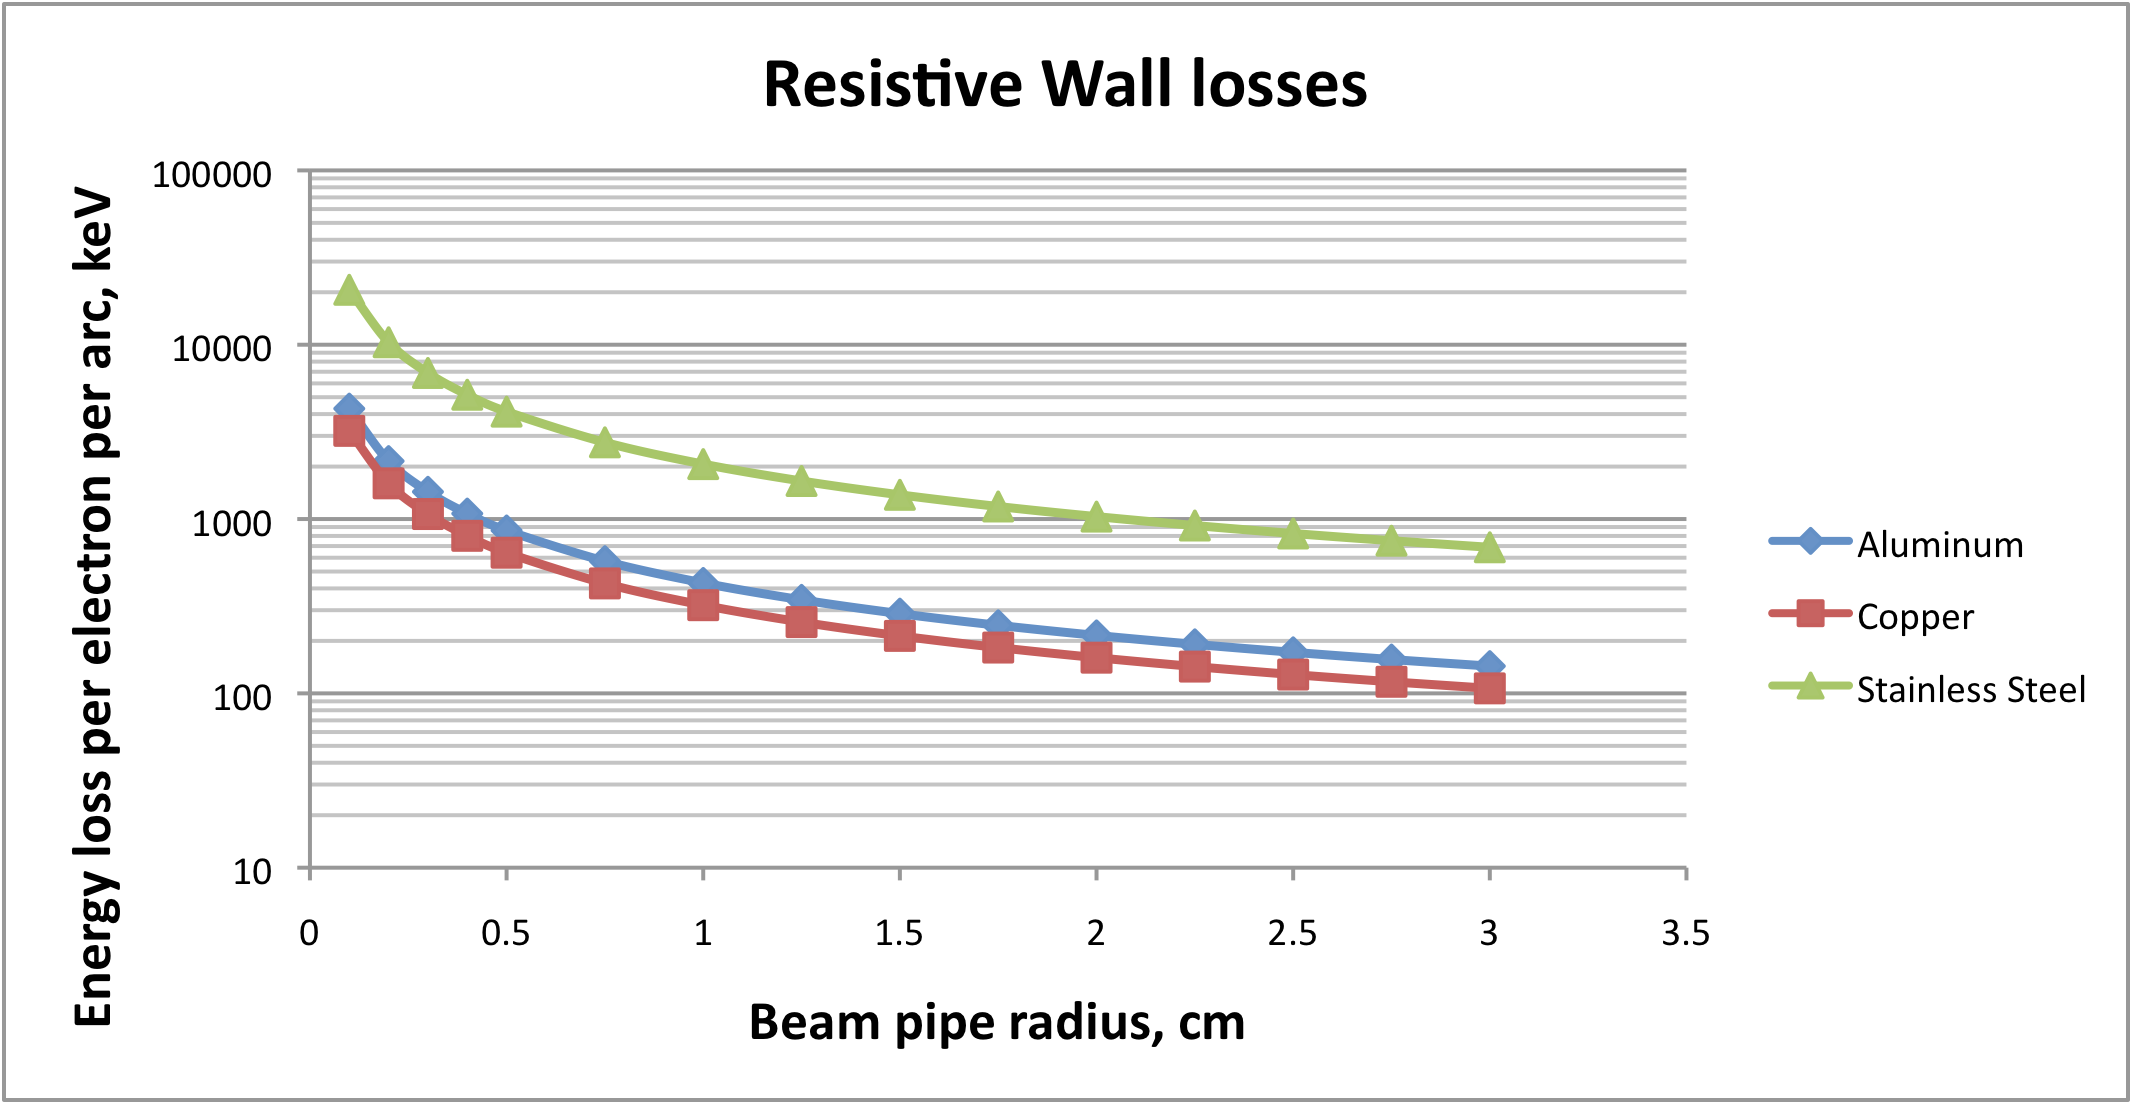 Resistive Wall losses
Energy loss per electron per arc, keV
100000
10000
1000
100
10
0
0.5
1
1.5
2
2.5
3
3.5
Beam pipe radius, cm
Aluminum
Copper
Stainless Steel